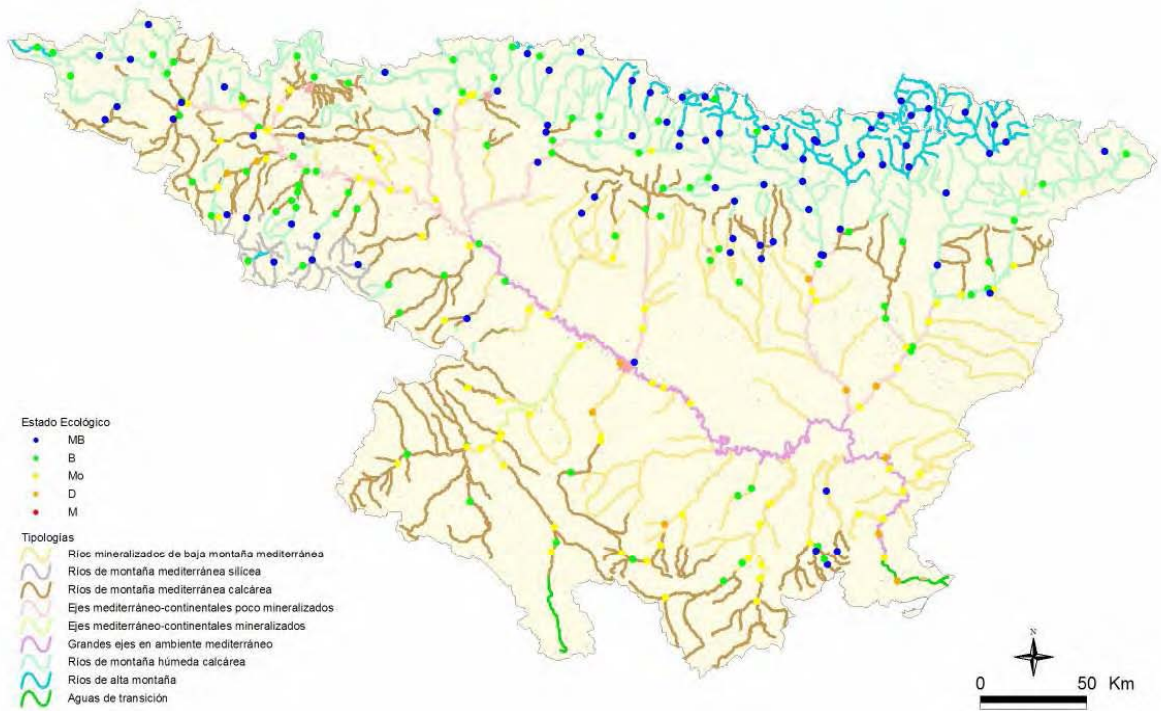 Estado Ecológico
MB
B
Mo
D
M
Tipologías
Ríos mineralizados de baja montaña mediterránea
Ríos de montaña mediterránea silícea
Ríos de montaña mediterránea calcárea
Ejes mediterráneo-continentales poco mineralizados
Ejes mediterráneo-continentales mineralizados
Grandes ejes en ambiente mediterráneo
Ríos de montaña húmeda calcárea
Ríos de alta montaña
Aguas de transición
N
0 50 Km